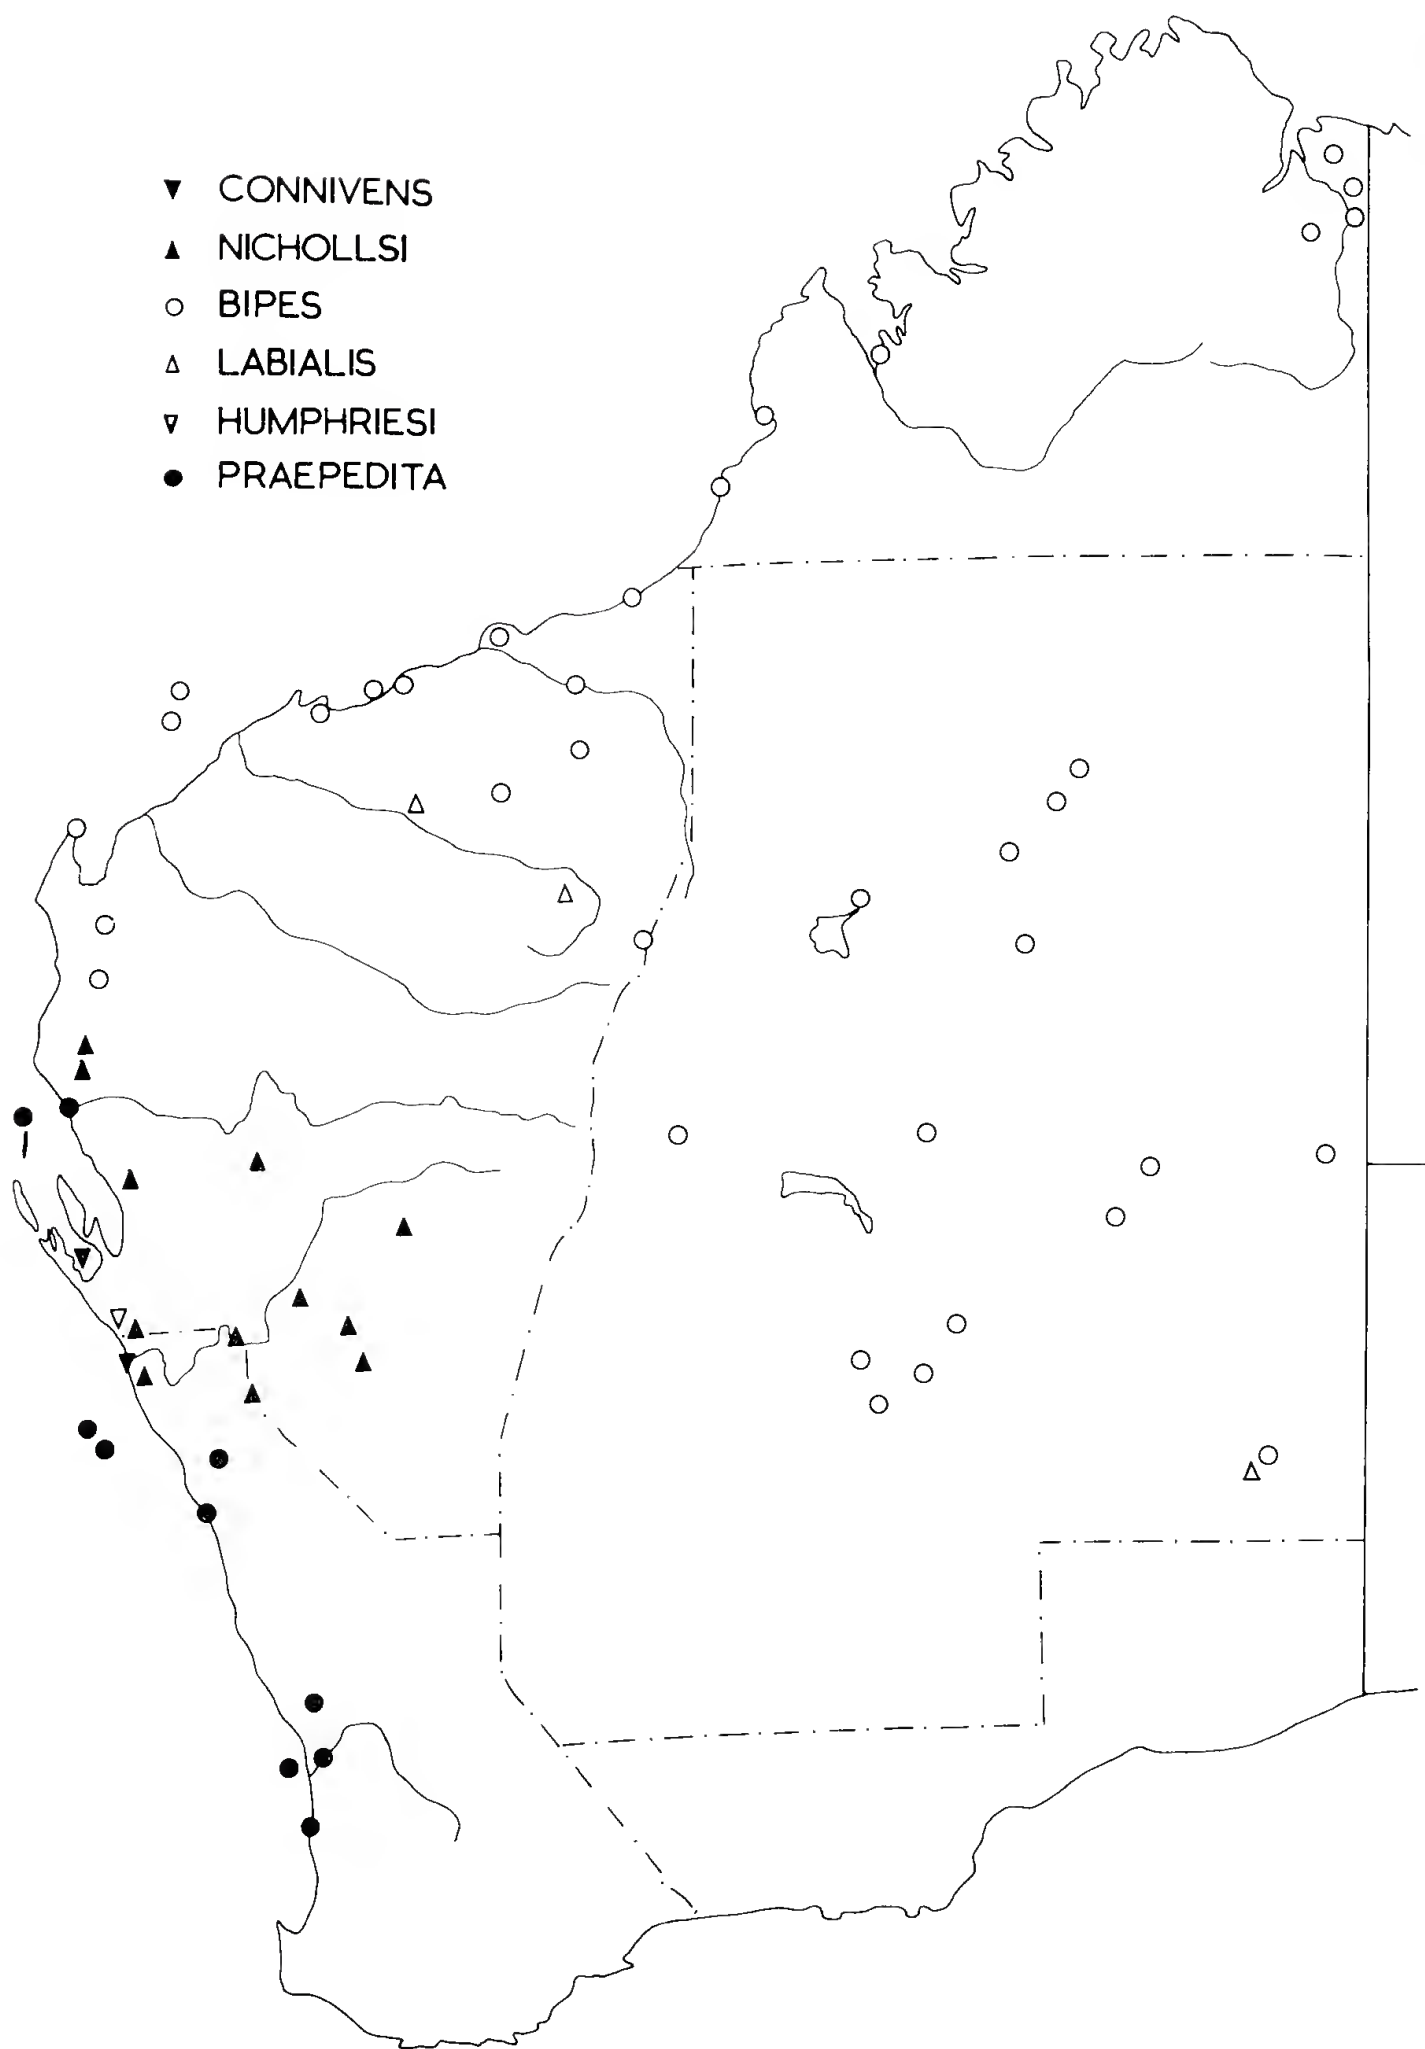 CONNIVENS
NICHOLLSI
BIPES
LABIALIS
HUMPHRIESI
PRAEPEDITA